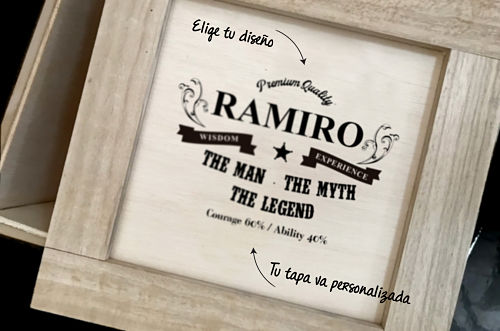 Elige tu diseño
Premium Quality
RAMIRO
WISDOM
EXPERIENCE
THE MAN . THE MYTH
THE LEGEND
Courage 60% / Ability 40%
Tu tapa va personalizada